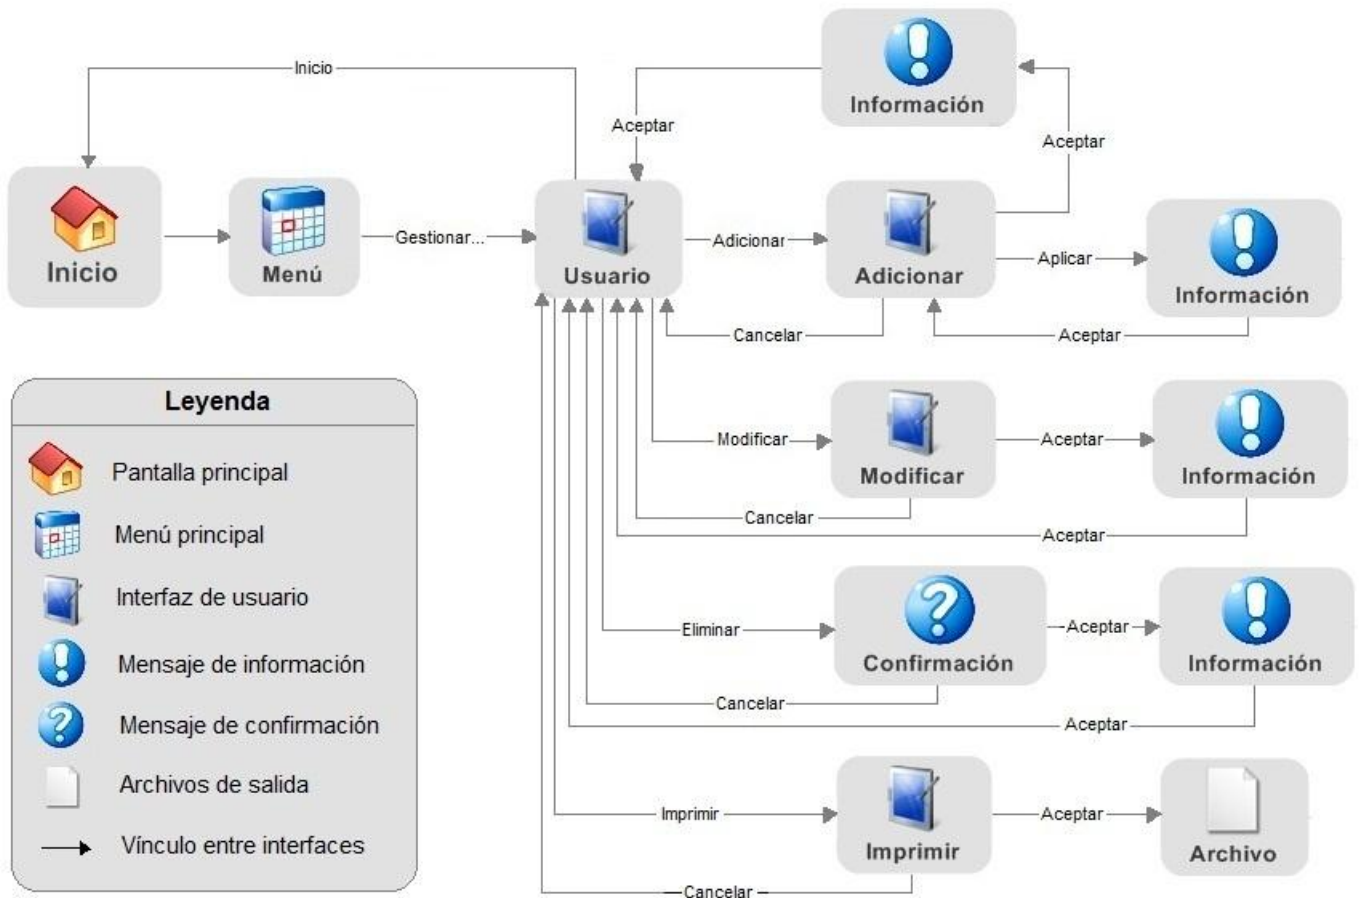 Información
Inicio
Aceptar
Aceptar
Inicio
Menú
Gestionar...
Usuario
Adicionar
Adicionar
Aplicar
Información
Cancelar
Aceptar
Leyenda
Pantalla principal
Menú principal
Interfaz de usuario
Mensaje de información
Mensaje de confirmación
Archivos de salida
Vínculo entre interfaces
Modificar
Modificar
Aceptar
Información
Cancelar
Aceptar
Eliminar
Confirmación
Aceptar
Información
Cancelar
Aceptar
Imprimir
Imprimir
Aceptar
Archivo
Cancelar